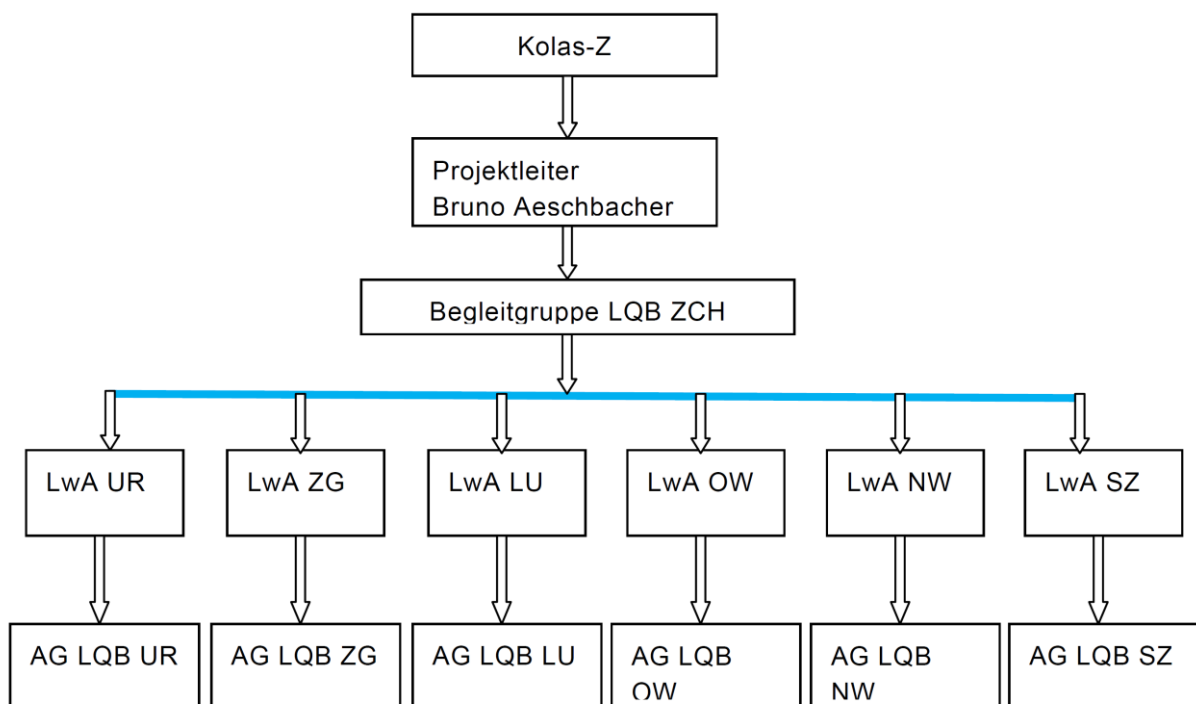 Kolas-Z
Projektleiter
Bruno Aeschbacher
Begleitgruppe LQB ZCH
LwA UR
LwA ZG
LwA LU
LwA OW
LwA NW
LwA SZ
AG LQB UR
AG LQB ZG
AG LQB LU
AG LQB
OW
AG LQB
NW
AG LQB SZ